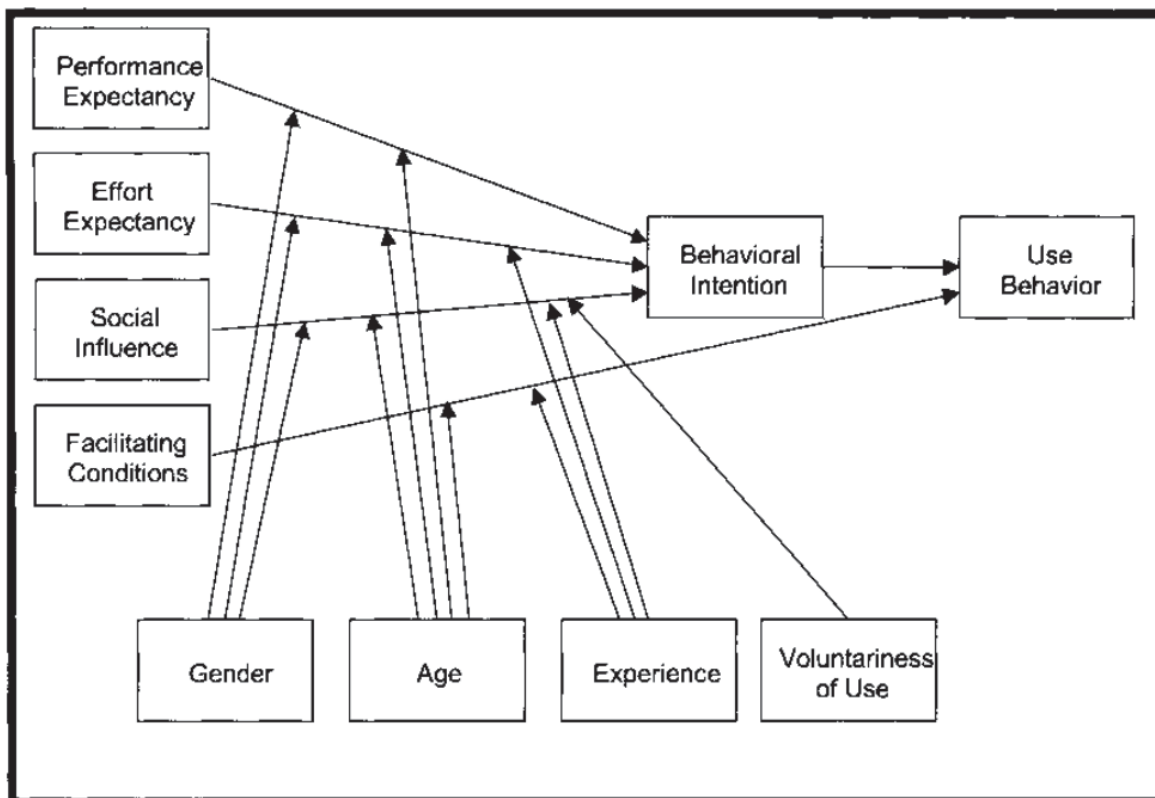 Performance
Expectancy
Effort
Expectancy
Social
Influence
Facilitating
Conditions
Behavioral
Intention
Use
Behavior
Gender
Age
Experience
Voluntariness
of Use